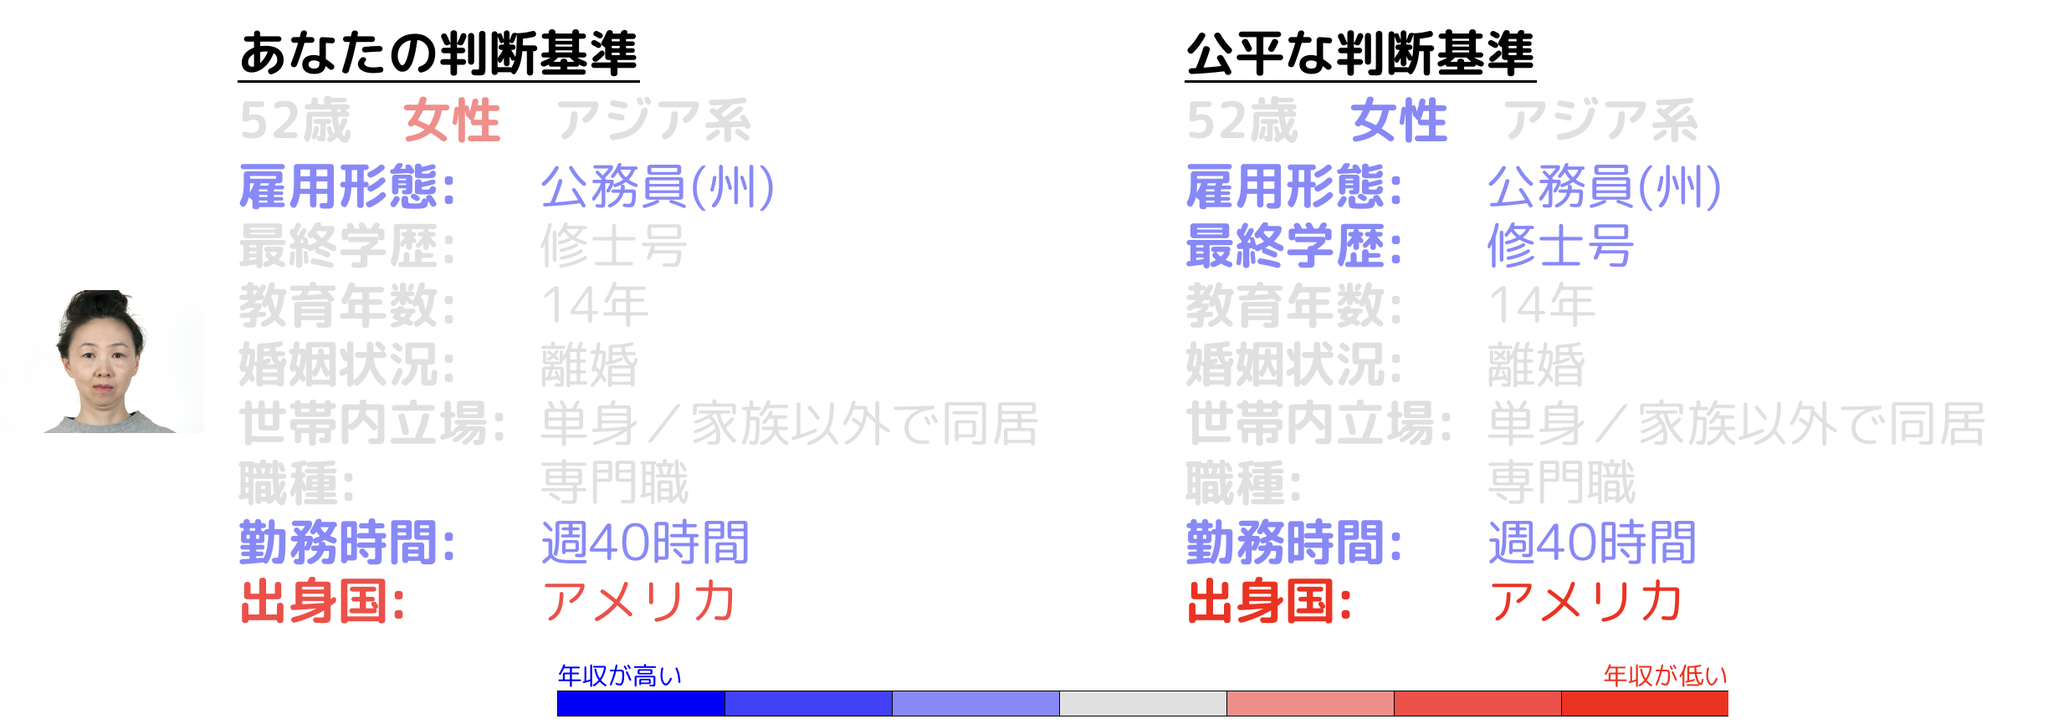 あなたの判断基準
52歳 女性 アジア系
雇用形態: 公務員(州)
最終学歴: 修士号
教育年数: 14年
婚姻状況: 離婚
世帯内立場: 単身／家族以外で同居
職種: 専門職
勤務時間: 週40時間
出身国: アメリカ
公平な判断基準
52歳 女性 アジア系
雇用形態: 公務員(州)
最終学歴: 修士号
教育年数: 14年
婚姻状況: 離婚
世帯内立場: 単身／家族以外で同居
職種: 専門職
勤務時間: 週40時間
出身国: アメリカ
年収が高い 年収が低い